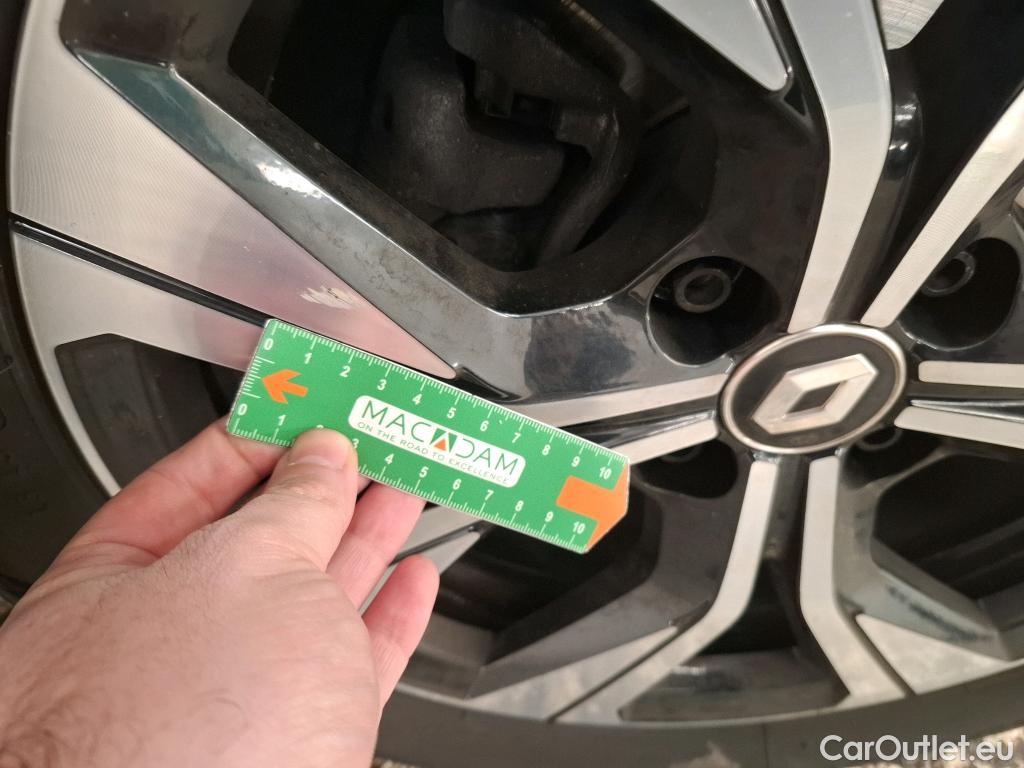 0 1 2 3 4 5 6 7 8 9 10
MACADAM
ON THE ROAD TO EXCELLENCE
0 1 2 3 4 5 6 7 8 9 10
CarOutlet.eu